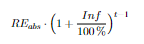 $RE_{abs} \cdot \left(1 + \frac{Inf}{100\,\%}\right)^{t-1}$